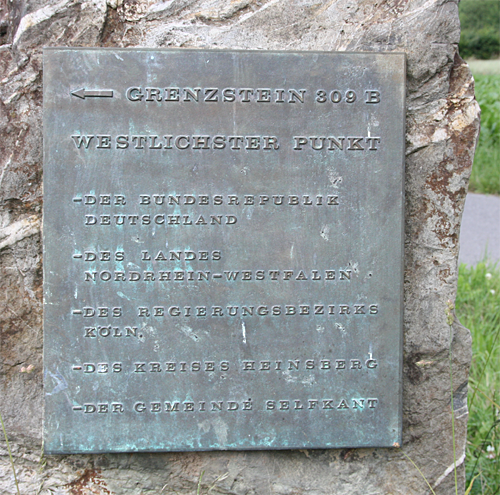 ← GRENZSTEIN 309 B
WESTLICHSTER PUNKT
-DER BUNDESREPUBLIK
DEUTSCHLAND
-DES LANDES
NORDRHEIN-WESTFALEN
-DES REGIERUNGSBEZIRKS
KÖLN.
-DES KREISES HEINSBERG
-DER GEMEINDE SELFKANT